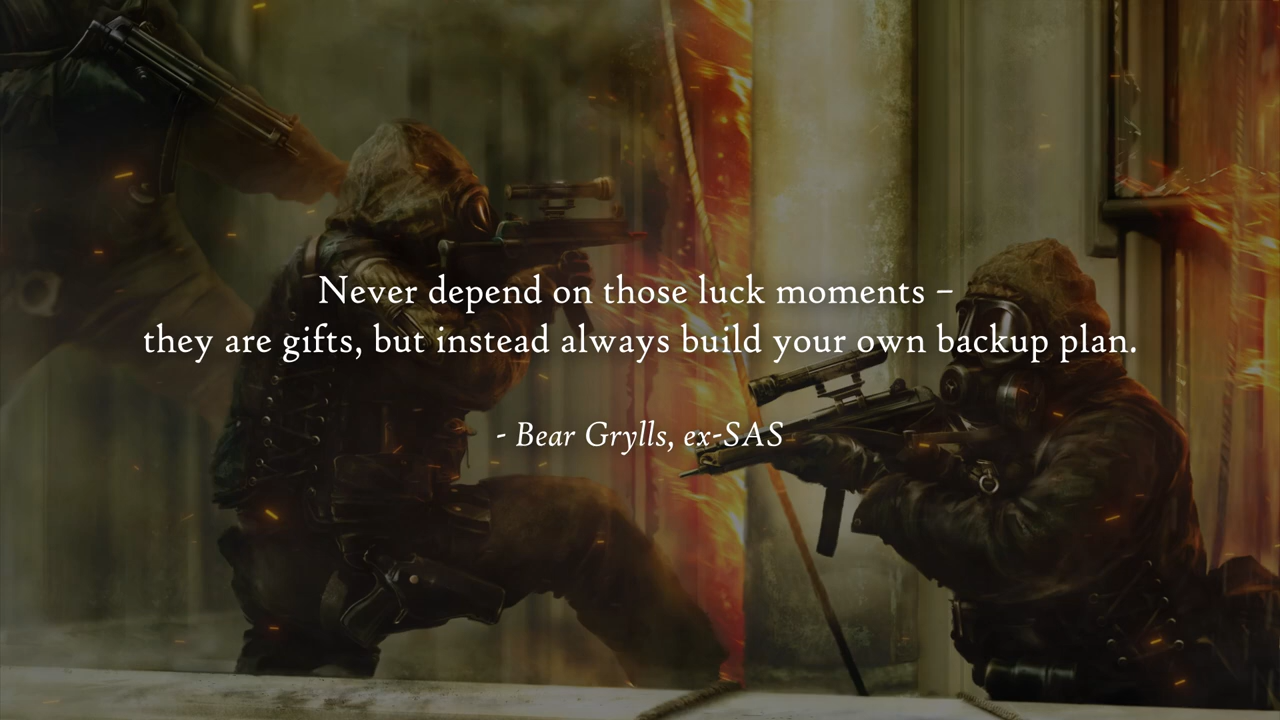 Never depend on those luck moments –
they are gifts, but instead always build your own backup plan.
- Bear Grylls, ex-SAS